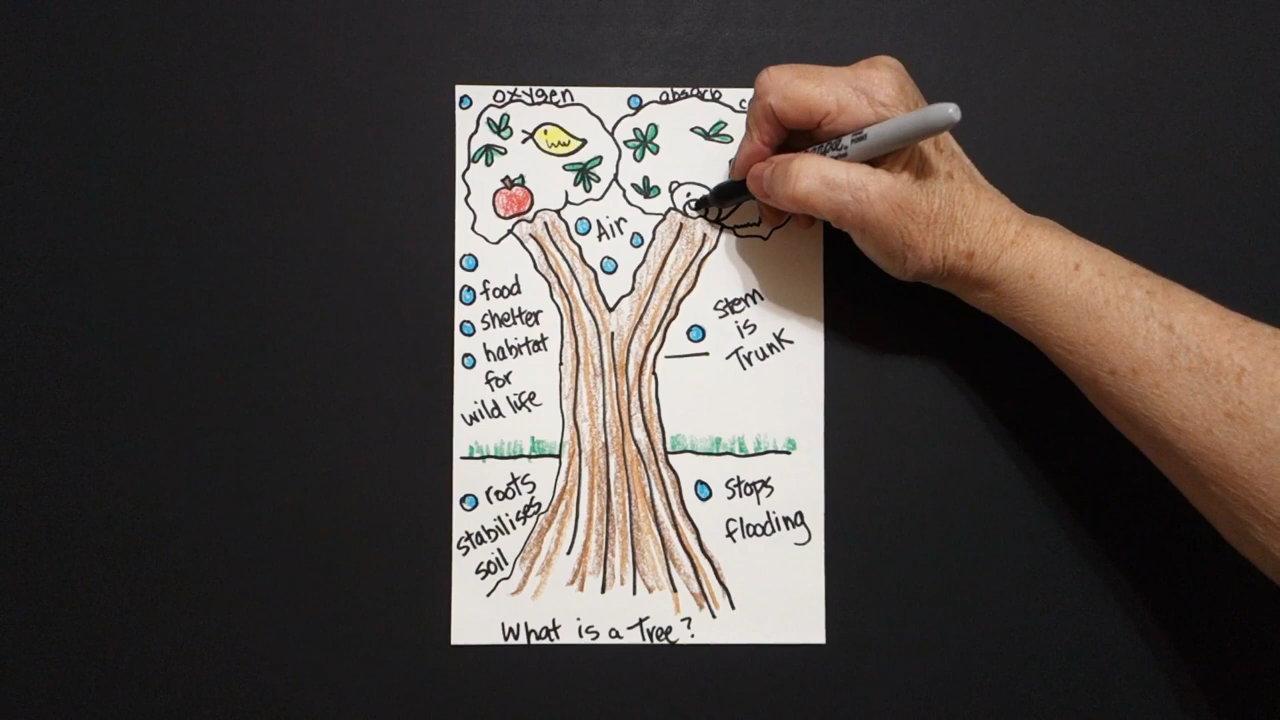 oxygen
absorb
Air
food
shelter
habitat
for
wild life
Stem
is
Trunk
roots
stabilises
soil
stops
flooding
What is a Tree?